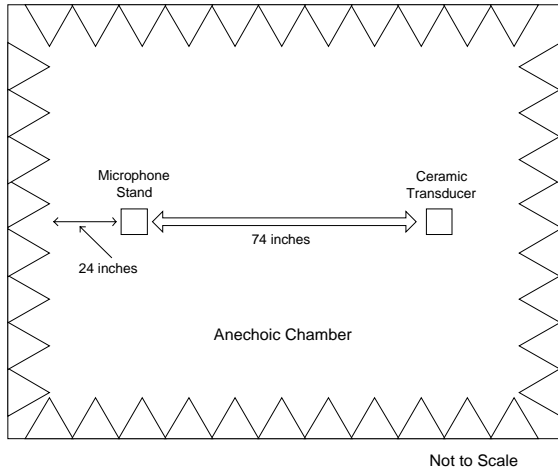 Microphone
Stand
Ceramic
Transducer
74 inches
24 inches
Anechoic Chamber
Not to Scale